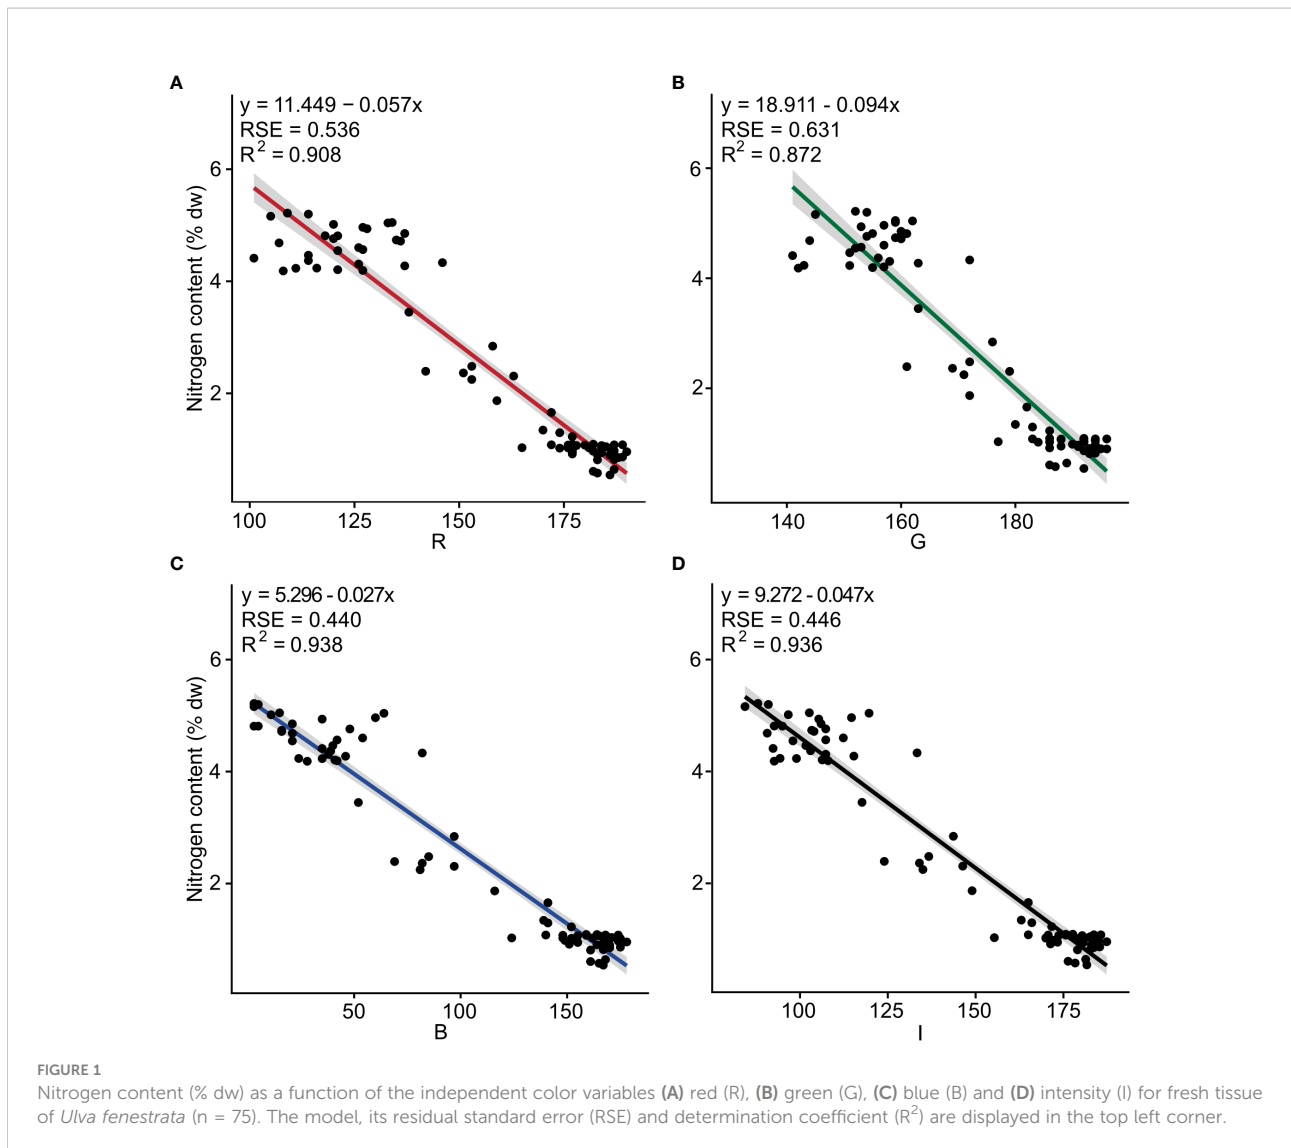 A
y = 11.449 − 0.057x
RSE = 0.536
R² = 0.908
Nitrogen content (% dw)
6
4
2
100 125 150 175
R
B
y = 18.911 - 0.094x
RSE = 0.631
R² = 0.872
6
4
2
140 160 180
G
C
y = 5.296 - 0.027x
RSE = 0.440
R² = 0.938
Nitrogen content (% dw)
6
4
2
50 100 150
B
D
y = 9.272 - 0.047x
RSE = 0.446
R² = 0.936
6
4
2
100 125 150 175
I
FIGURE 1
Nitrogen content (% dw) as a function of the independent color variables (A) red (R), (B) green (G), (C) blue (B) and (D) intensity (I) for fresh tissue
of Ulva fenestrata (n = 75). The model, its residual standard error (RSE) and determination coefficient (R²) are displayed in the top left corner.